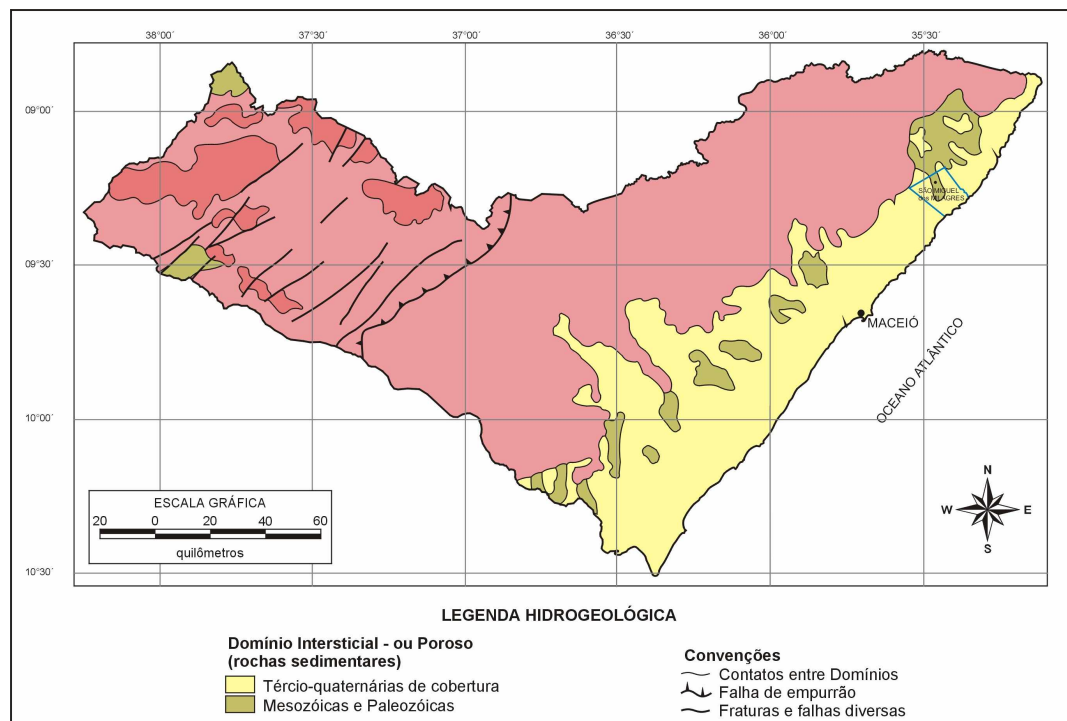 38°00´ 37°30´ 37°00´ 36°30´ 36°00´ 35°30´
09°00´
SÃO MIGUEL
dos MILAGRES
09°30´
MACEIÓ
OCEANO ATLÂNTICO
10°00´
10°30´
ESCALA GRÁFICA
20 0 20 40 60
quilômetros
N
W E
S
LEGENDA HIDROGEOLÓGICA
Domínio Intersticial - ou Poroso
(rochas sedimentares)
Tércio-quaternárias de cobertura
Mesozóicas e Paleozóicas
Convenções
Contatos entre Domínios
Falha de empurrão
Fraturas e falhas diversas